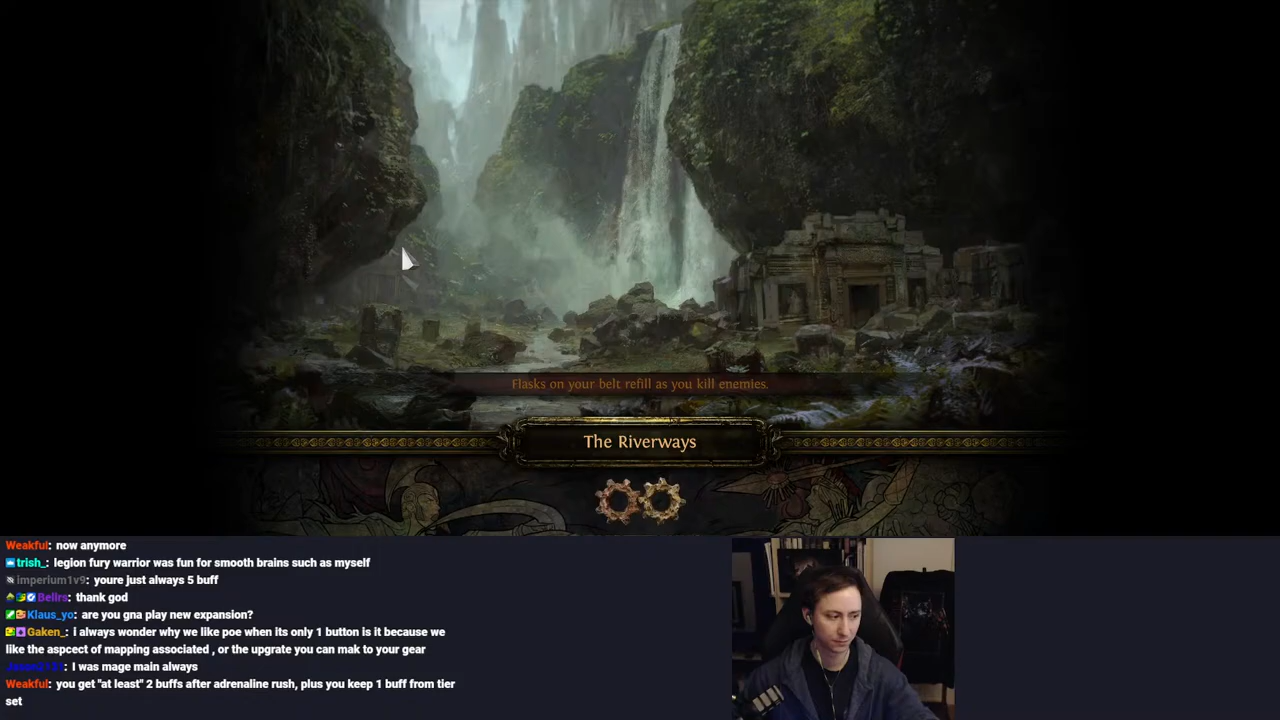 Flasks on your belt refill as you kill enemies.
The Riverways
Weakful: now anymore
trish_: legion fury warrior was fun for smooth brains such as myself
imperium1v9: youre just always 5 buff
Bellrs: thank god
Klaus_yo: are you gna play new expansion?
Gaken_: I always wonder why we like poe when its only 1 button is it because we
like the aspcect of mapping associated , or the upgrate you can mak to your gear
I was mage main always
Weakful: you get "at least" 2 buffs after adrenaline rush, plus you keep 1 buff from tier
set